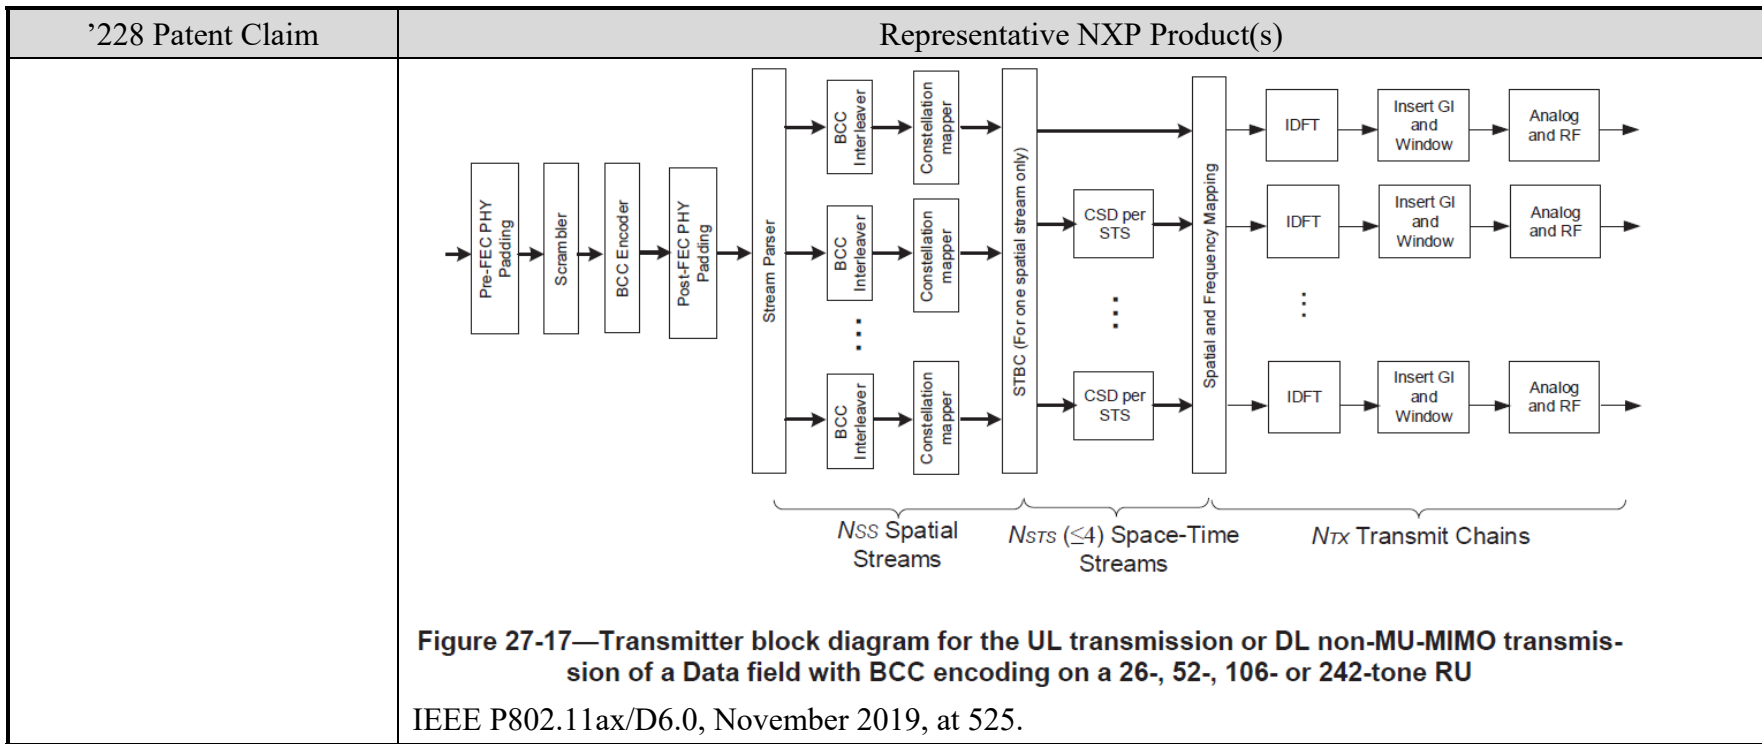 ’228 Patent Claim
Representative NXP Product(s)
Pre-FEC PHY
Padding
Scrambler
BCC Encoder
Post-FEC PHY
Padding
Stream Parser
BCC
Interleaver
Constellation
mapper
BCC
Interleaver
Constellation
mapper
BCC
Interleaver
Constellation
mapper
STBC (For one spatial stream only)
CSD per
STS
CSD per
STS
Spatial and Frequency Mapping
IDFT
Insert GI
and
Window
Analog
and RF
IDFT
Insert GI
and
Window
Analog
and RF
IDFT
Insert GI
and
Window
Analog
and RF
NSS Spatial
Streams
NSTS (≤4) Space-Time
Streams
NTX Transmit Chains
Figure 27-17—Transmitter block diagram for the UL transmission or DL non-MU-MIMO transmis-
sion of a Data field with BCC encoding on a 26-, 52-, 106- or 242-tone RU
IEEE P802.11ax/D6.0, November 2019, at 525.